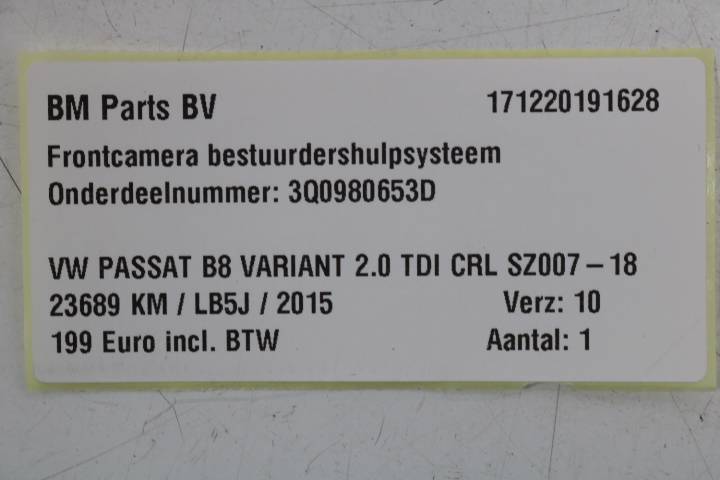 BM Parts BV 171220191628
Frontcamera bestuurdershulpsysteem
Onderdeelnummer: 3Q0980653D
VW PASSAT B8 VARIANT 2.0 TDI CRL SZ007 – 18
23689 KM / LB5J / 2015 Verz: 10
199 Euro incl. BTW Aantal: 1